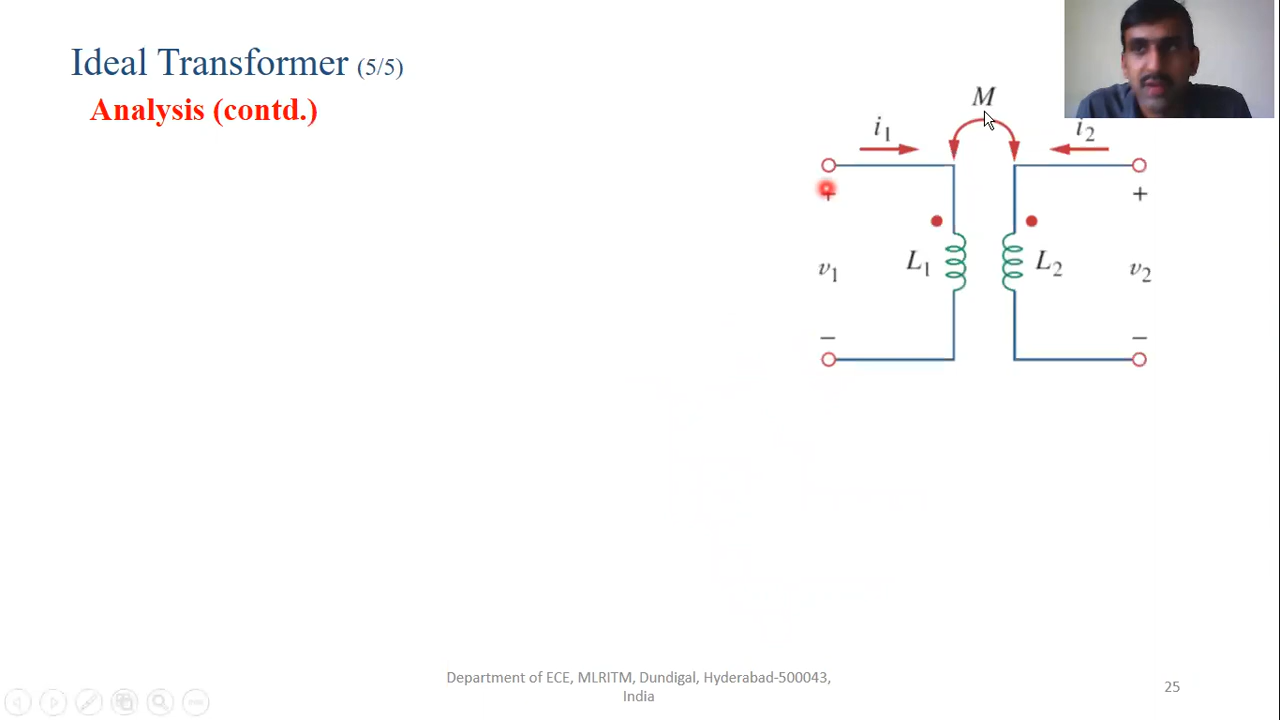 Ideal Transformer (5/5)
Analysis (contd.)
M
i1
i2
+
+
v1
L1
L2
v2
−
−
Department of ECE, MLRITM, Dundigal, Hyderabad-500043,
India
25